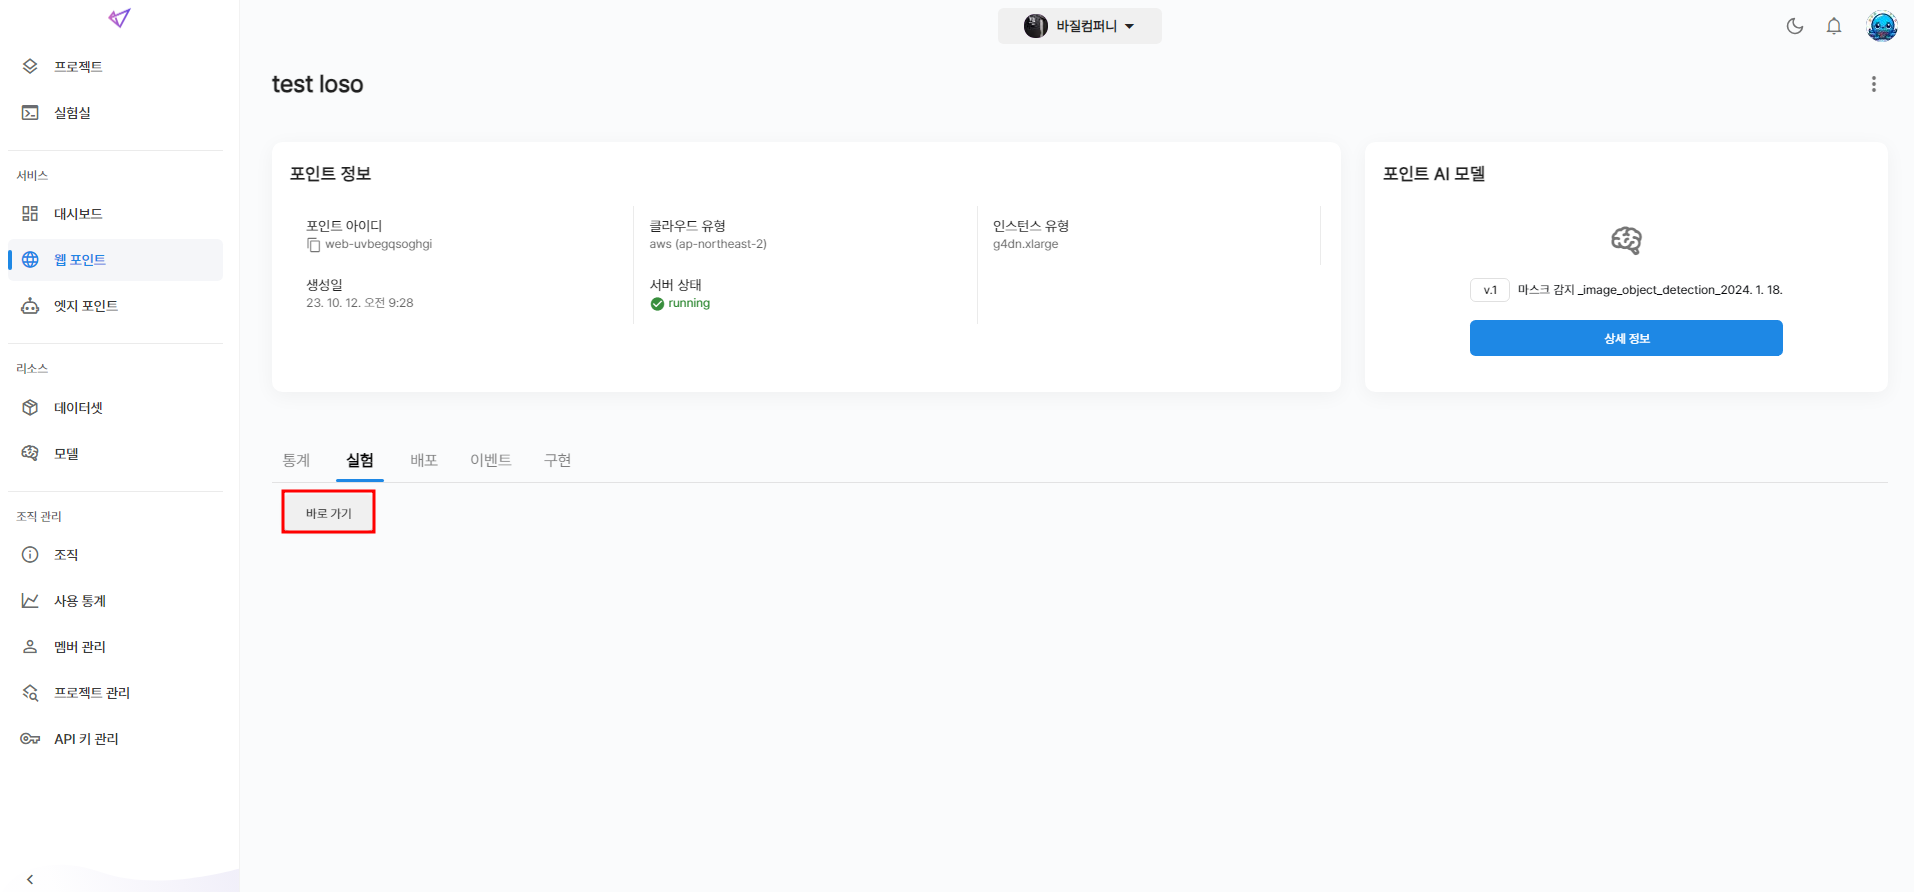 바질컴퍼니
프로젝트
실험실
서비스
대시보드
웹 포인트
엣지 포인트
리소스
데이터셋
모델
조직 관리
조직
사용 통계
멤버 관리
프로젝트 관리
API 키 관리
test loso
포인트 정보
포인트 아이디
web-uvbegqsoghgi
클라우드 유형
aws (ap-northeast-2)
인스턴스 유형
g4dn.xlarge
생성일
23. 10. 12. 오전 9:28
서버 상태
running
포인트 AI 모델
v.1 마스크 감지 _image_object_detection_2024. 1. 18.
상세 정보
통계 실험 배포 이벤트 구현
바로 가기